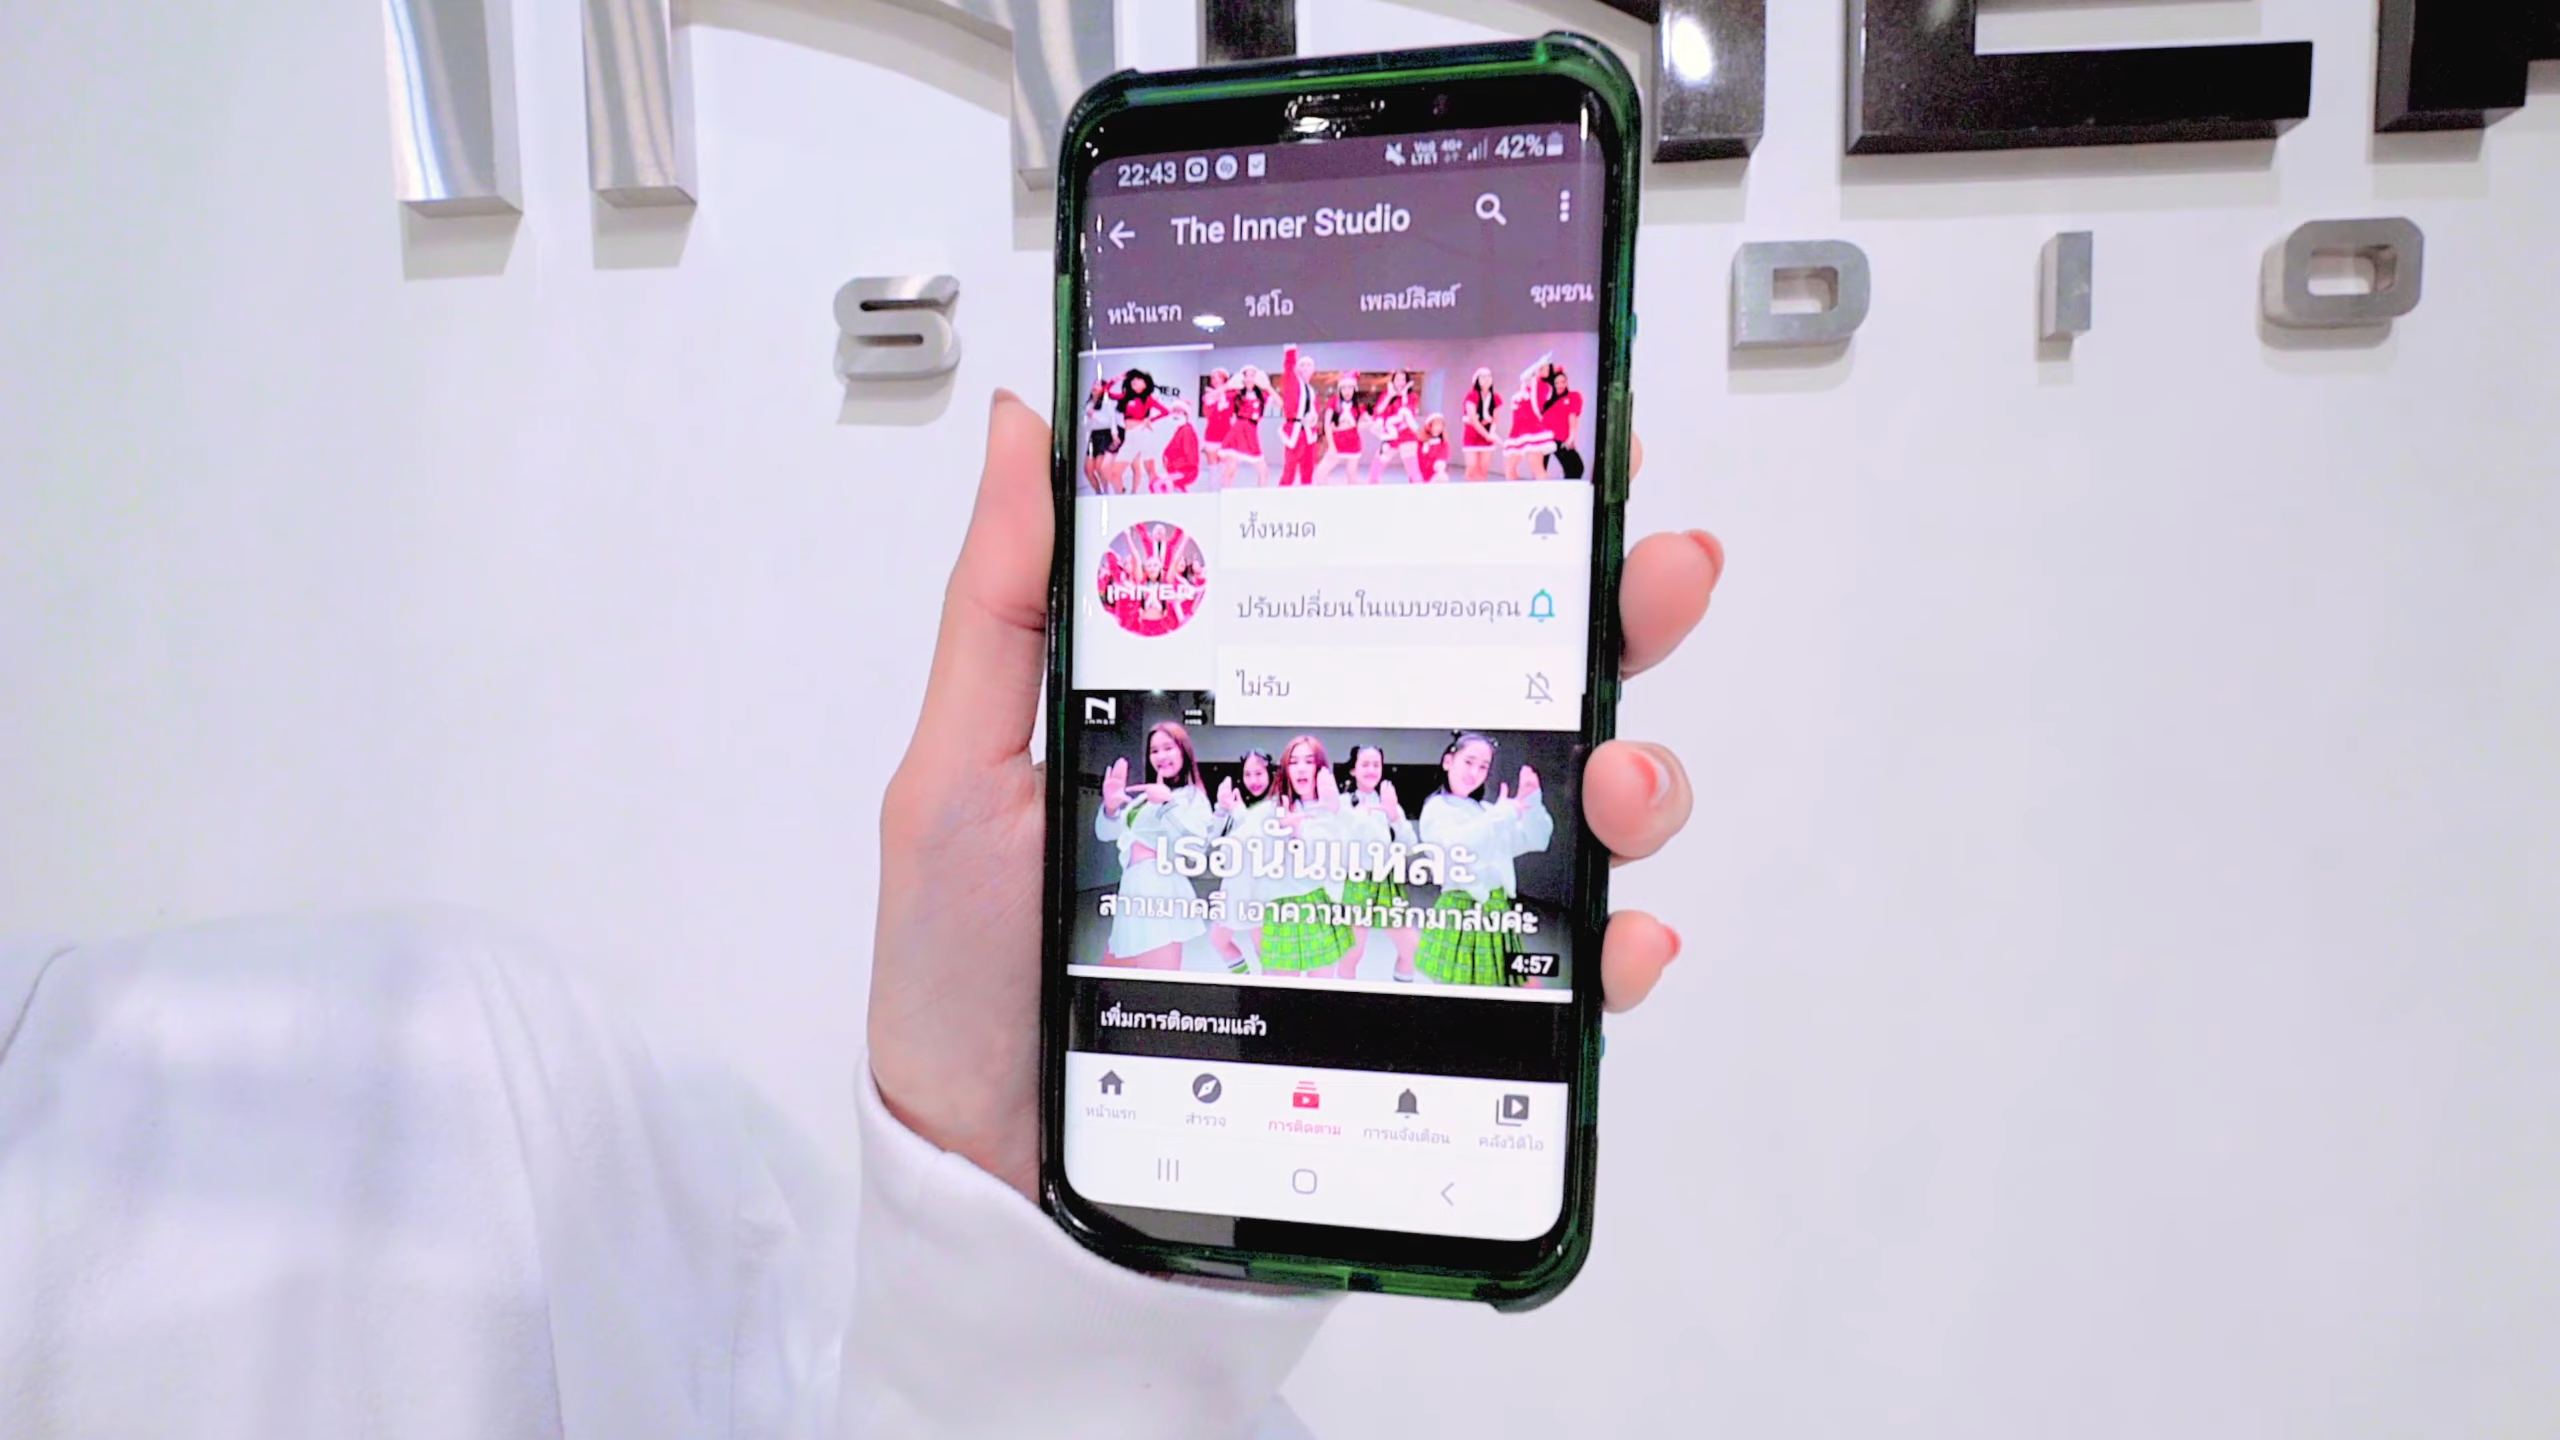 S DIO
22:43 Vo) 4G+ LTE1 42%
The Inner Studio
หน้าแรก วิดีโอ เพลย์ลิสต์ ชุมชน
ทั้งหมด
INNER
ปรับเปลี่ยนในแบบของคุณ
ไม่รับ
INNER
เธอนั่นแหละ
สาวเมาคลี เอาความน่ารักมาส่งค่ะ
4:57
เพิ่มการติดตามแล้ว
หน้าแรก สำรวจ การติดตาม การแจ้งเตือน คลังวิดีโอ